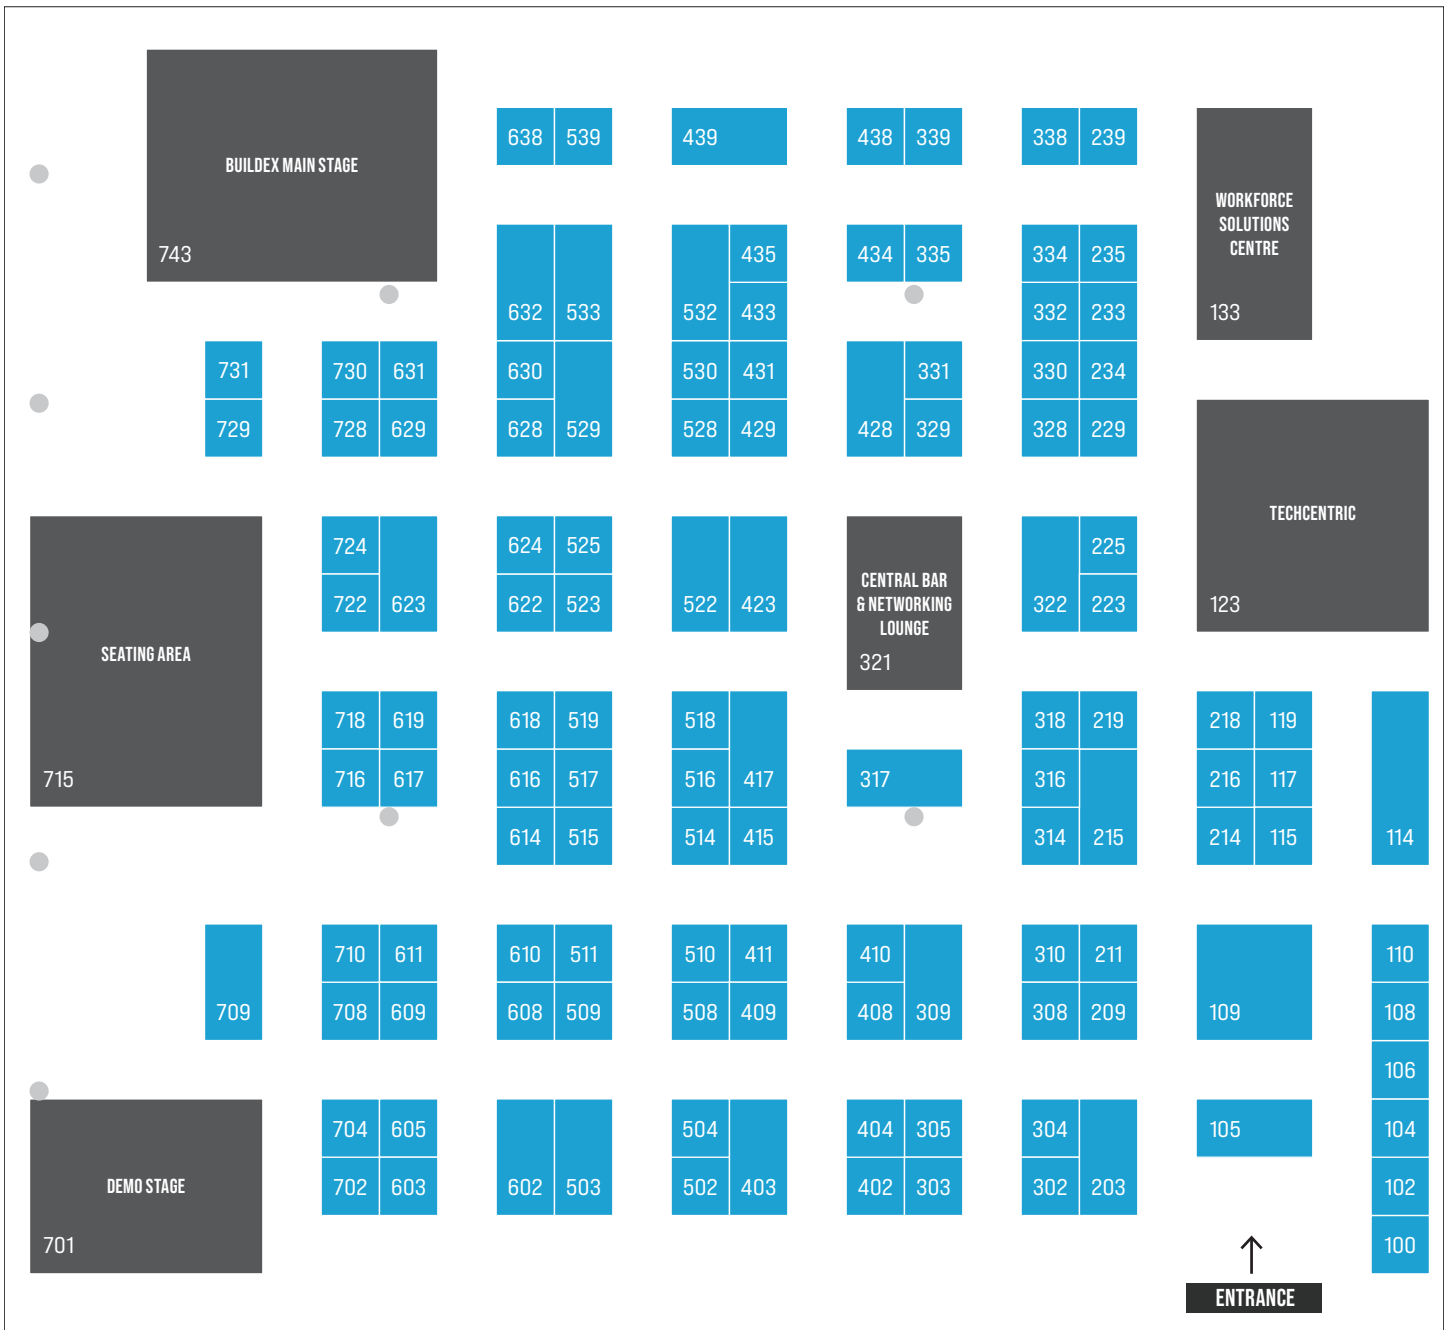 638 539 439 438 339 338 239
BUILDEX MAIN STAGE
743
WORKFORCE
SOLUTIONS
CENTRE
133
435 434 335 334 235
632 533 532 433 332 233
731 730 631 630 530 431 331 330 234
729 728 629 628 529 528 429 428 329 328 229
TECHCENTRIC
123
724 624 525 225
722 623 622 523 522 423 322 223
CENTRAL BAR
& NETWORKING
LOUNGE
321
SEATING AREA
715
718 619 618 519 518 318 219 218 119
716 617 616 517 516 417 317 316 216 117
614 515 514 415 314 215 214 115 114
710 611 610 511 510 411 410 310 211 110
709 708 609 608 509 508 409 408 309 308 209 109 108
106
704 605 504 404 305 304 105 104
DEMO STAGE
701
702 603 602 503 502 403 402 303 302 203 102
100
ENTRANCE